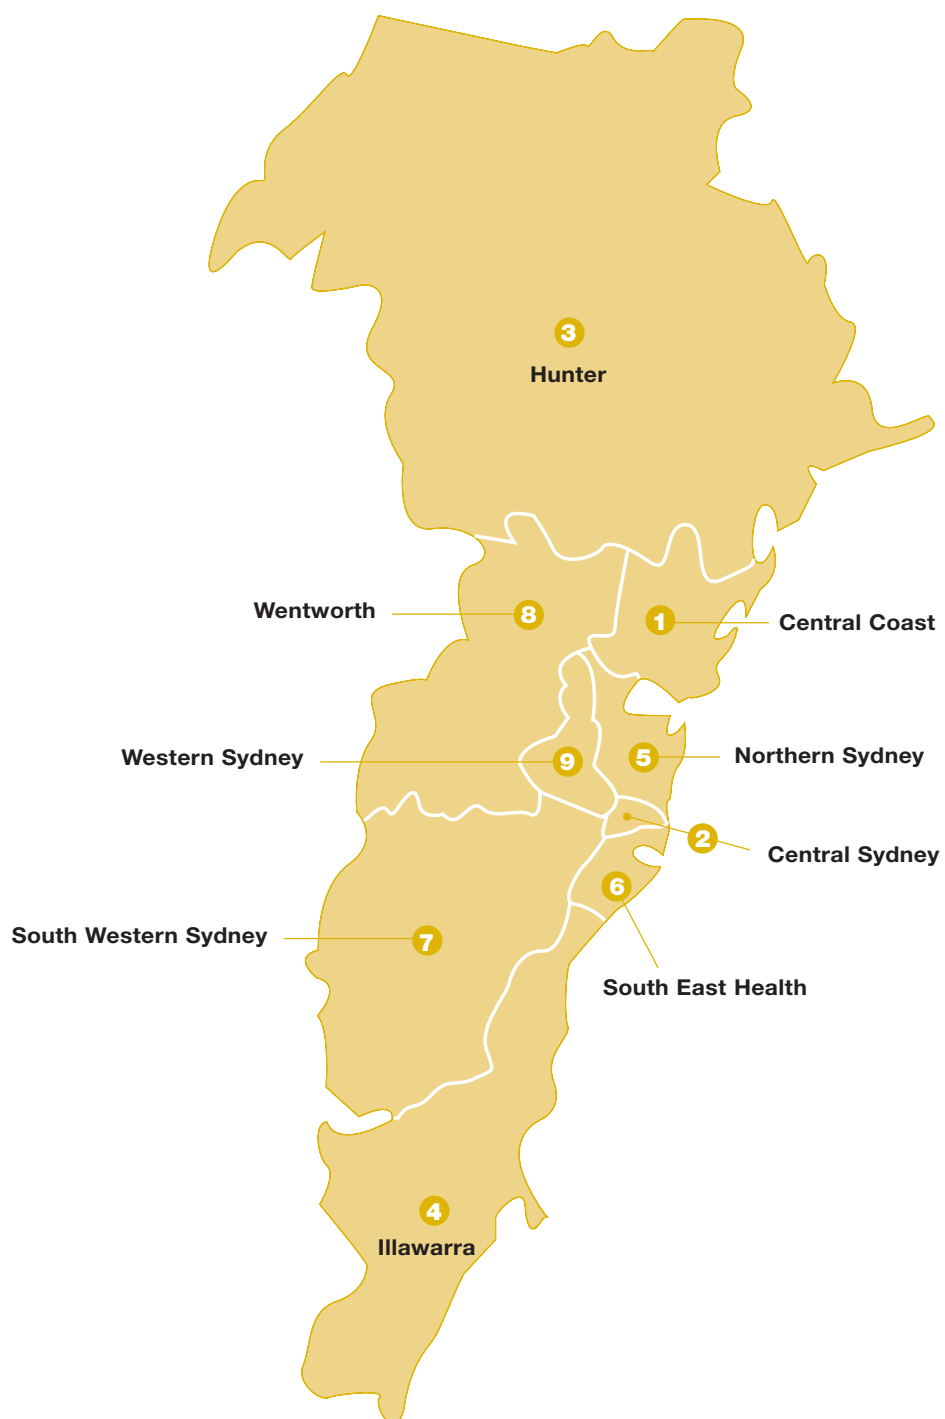 3
Hunter
Wentworth
8
1
Central Coast
Western Sydney
9
5
Northern Sydney
2
Central Sydney
6
South Western Sydney
7
South East Health
4
Illawarra